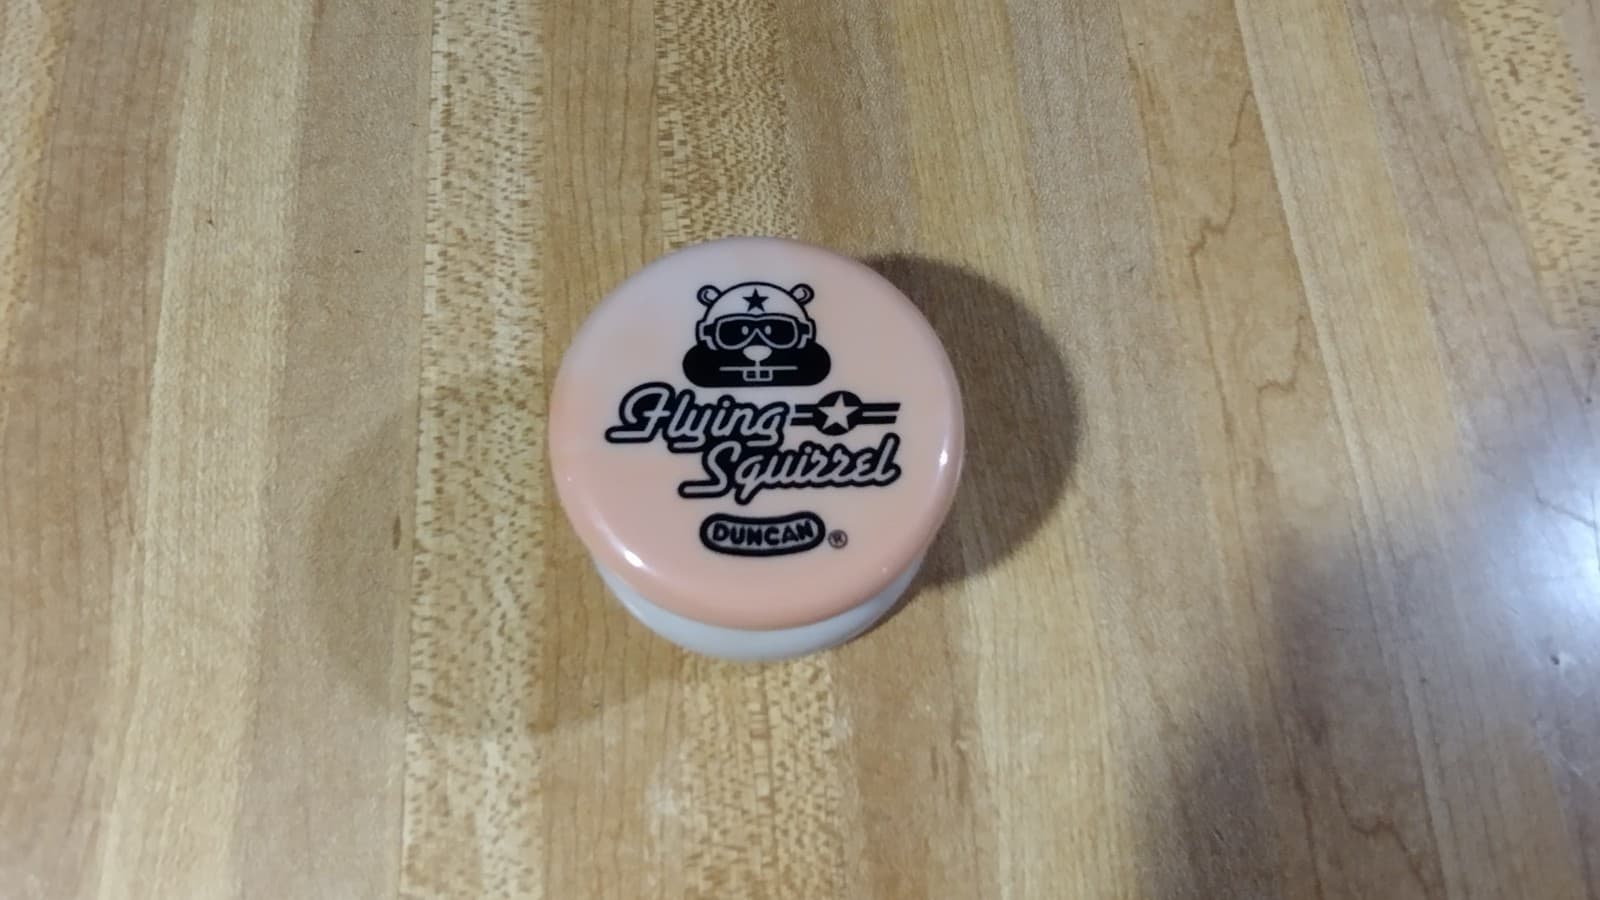 Flying
Squirrel
DUNCAN ®